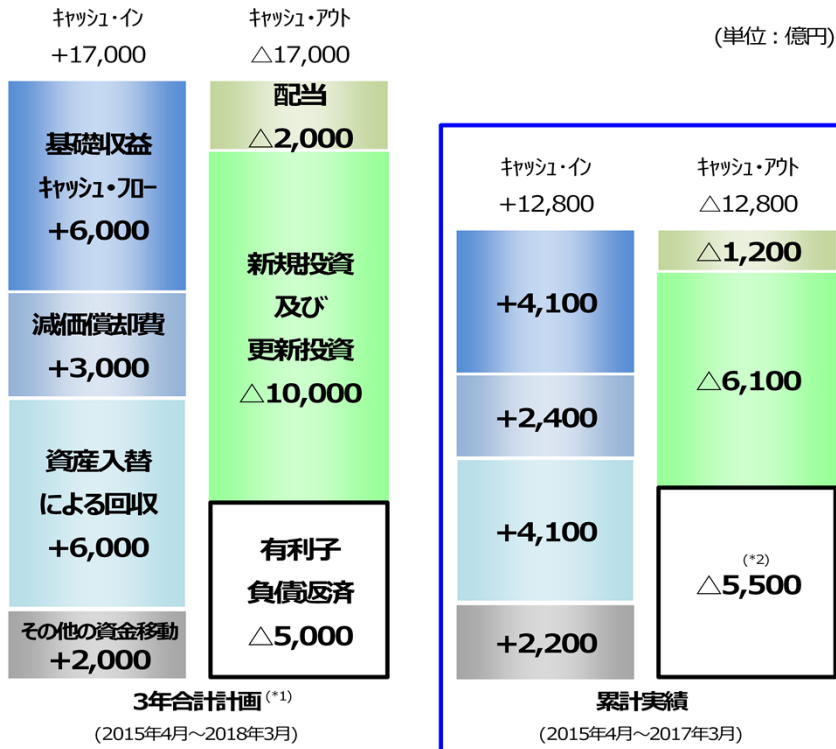 キャッシュ・イン
+17,000
キャッシュ・アウト
△17,000
(単位:億円)
基礎収益
キャッシュ・フロー
+6,000
減価償却費
+3,000
資産入替
による回収
+6,000
その他の資金移動
+2,000
配当
△2,000
新規投資
及び
更新投資
△10,000
有利子
負債返済
△5,000
3年合計計画(*1)
(2015年4月~2018年3月)
キャッシュ・イン
+12,800
キャッシュ・アウト
△12,800
+4,100
+2,400
+4,100
+2,200
△1,200
△6,100
(*2)
△5,500
累計実績
(2015年4月~2017年3月)